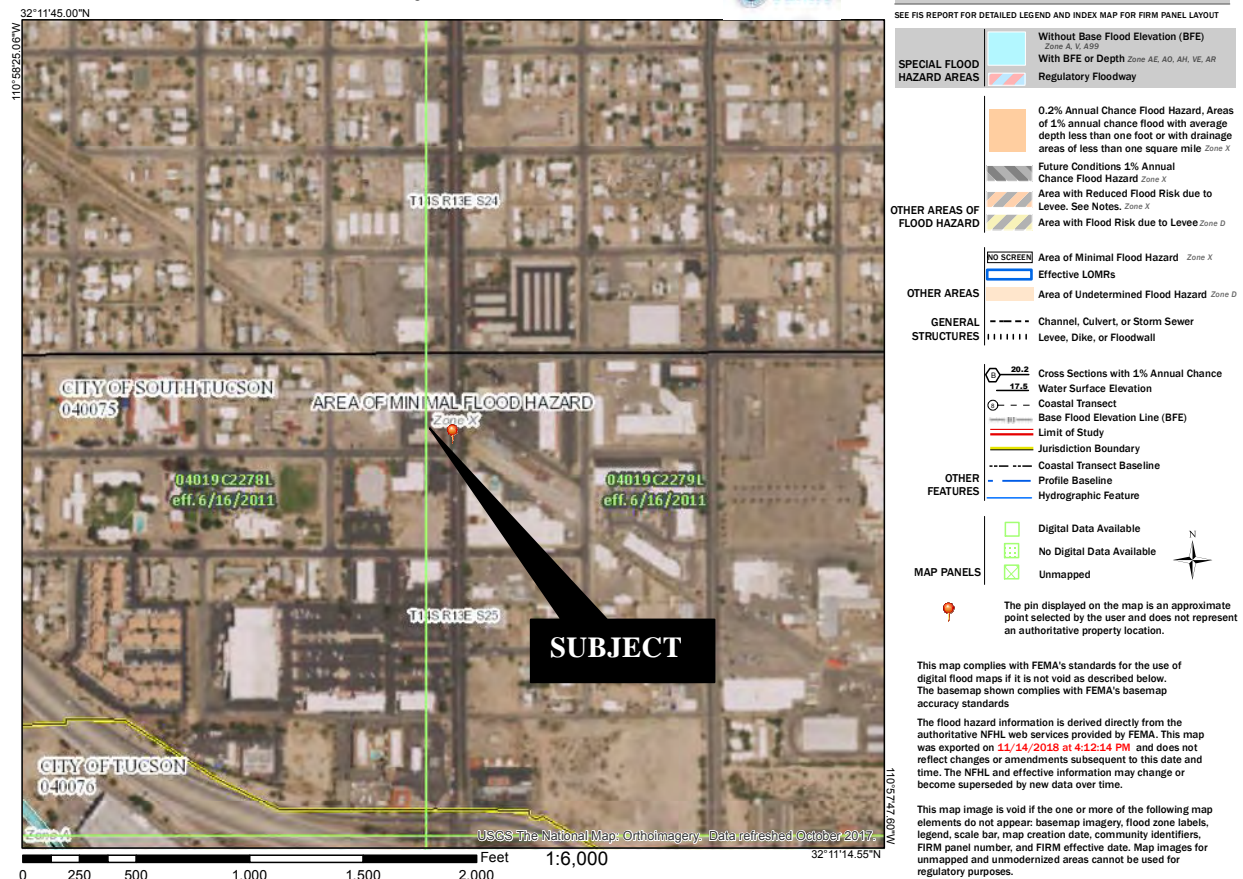 32°11'45.00"N
110°58'25.06"W
T14S R13E S24
CITY OF SOUTH TUCSON
040075
AREA OF MINIMAL FLOOD HAZARD
Zone X
04019C2278L
eff. 6/16/2011
04019C2279L
eff. 6/16/2011
T14S R13E S25
SUBJECT
CITY OF TUCSON
040076
Zone A
USGS The National Map: Orthoimagery. Data refreshed October 2017.
110°57'47.60"W
32°11'14.55"N
Feet
1:6,000
0 250 500 1,000 1,500 2,000
SEE FIS REPORT FOR DETAILED LEGEND AND INDEX MAP FOR FIRM PANEL LAYOUT
SPECIAL FLOOD
HAZARD AREAS
Without Base Flood Elevation (BFE)
Zone A, V, A99
With BFE or Depth Zone AE, AO, AH, VE, AR
Regulatory Floodway
0.2% Annual Chance Flood Hazard, Areas
of 1% annual chance flood with average
depth less than one foot or with drainage
areas of less than one square mile Zone X
Future Conditions 1% Annual
Chance Flood Hazard Zone X
Area with Reduced Flood Risk due to
Levee. See Notes. Zone X
Area with Flood Risk due to Levee Zone D
OTHER AREAS OF
FLOOD HAZARD
NO SCREEN Area of Minimal Flood Hazard Zone X
Effective LOMRs
OTHER AREAS
Area of Undetermined Flood Hazard Zone D
GENERAL
STRUCTURES
Channel, Culvert, or Storm Sewer
Levee, Dike, or Floodwall
B 20.2 Cross Sections with 1% Annual Chance
17.5 Water Surface Elevation
8 Coastal Transect
513 Base Flood Elevation Line (BFE)
Limit of Study
Jurisdiction Boundary
Coastal Transect Baseline
OTHER
FEATURES
Profile Baseline
Hydrographic Feature
Digital Data Available
No Digital Data Available
Unmapped
MAP PANELS
N
The pin displayed on the map is an approximate
point selected by the user and does not represent
an authoritative property location.
This map complies with FEMA's standards for the use of
digital flood maps if it is not void as described below.
The basemap shown complies with FEMA's basemap
accuracy standards
The flood hazard information is derived directly from the
authoritative NFHL web services provided by FEMA. This map
was exported on 11/14/2018 at 4:12:14 PM and does not
reflect changes or amendments subsequent to this date and
time. The NFHL and effective information may change or
become superseded by new data over time.
This map image is void if the one or more of the following map
elements do not appear: basemap imagery, flood zone labels,
legend, scale bar, map creation date, community identifiers,
FIRM panel number, and FIRM effective date. Map images for
unmapped and unmodernized areas cannot be used for
regulatory purposes.